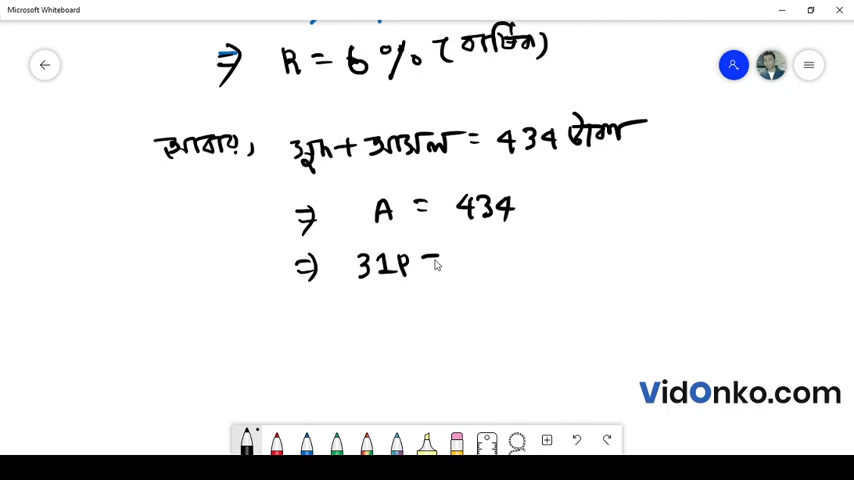 Microsoft Whiteboard
⇒ R = 6% (বার্ষিক)
আবার, সুদ + আসল = 434 টাকা
⇒ A = 434
⇒ 31P =
VidOnko.com